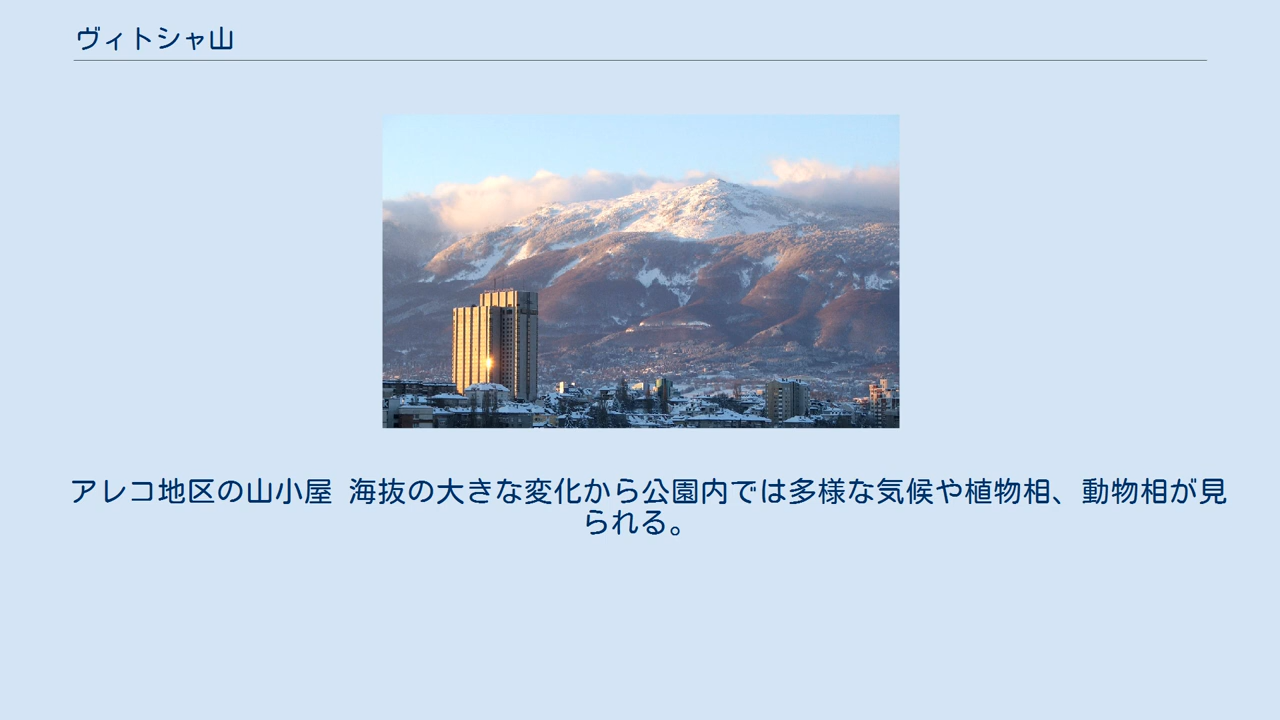 ヴィトシャ山
アレコ地区の山小屋 海抜の大きな変化から公園内では多様な気候や植物相、動物相が見
られる。